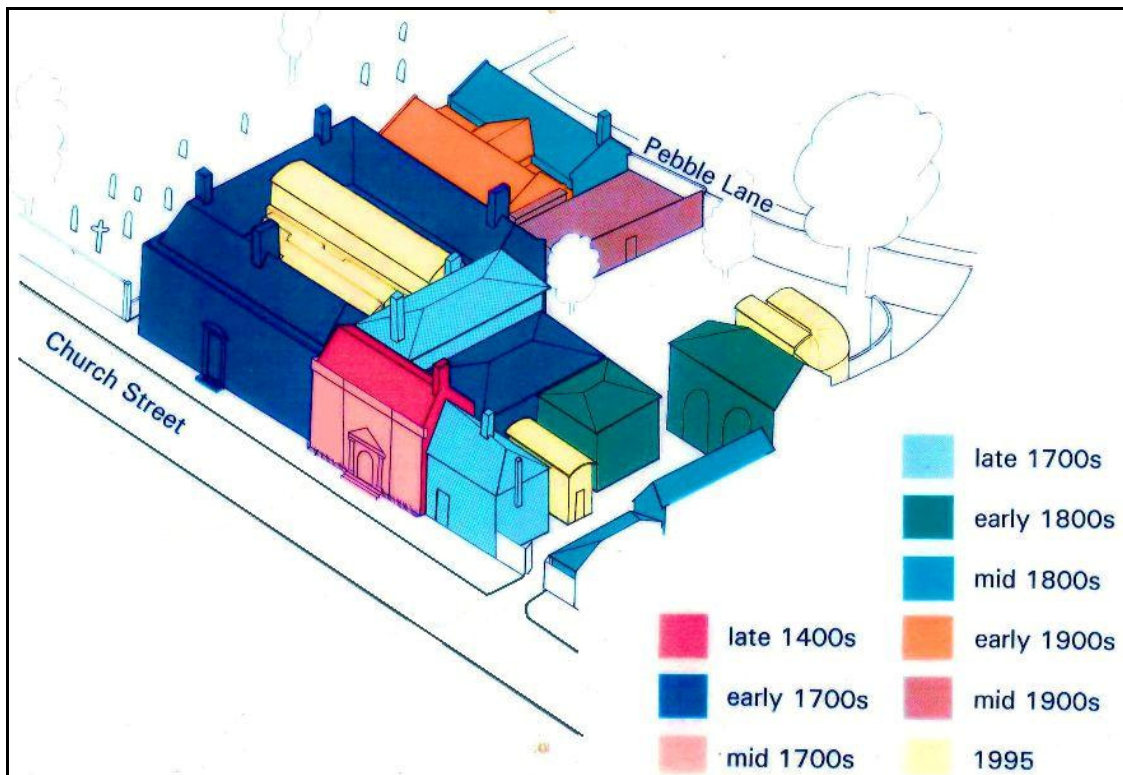 Pebble Lane
Church Street
late 1700s
early 1800s
mid 1800s
late 1400s
early 1900s
early 1700s
mid 1900s
mid 1700s
1995